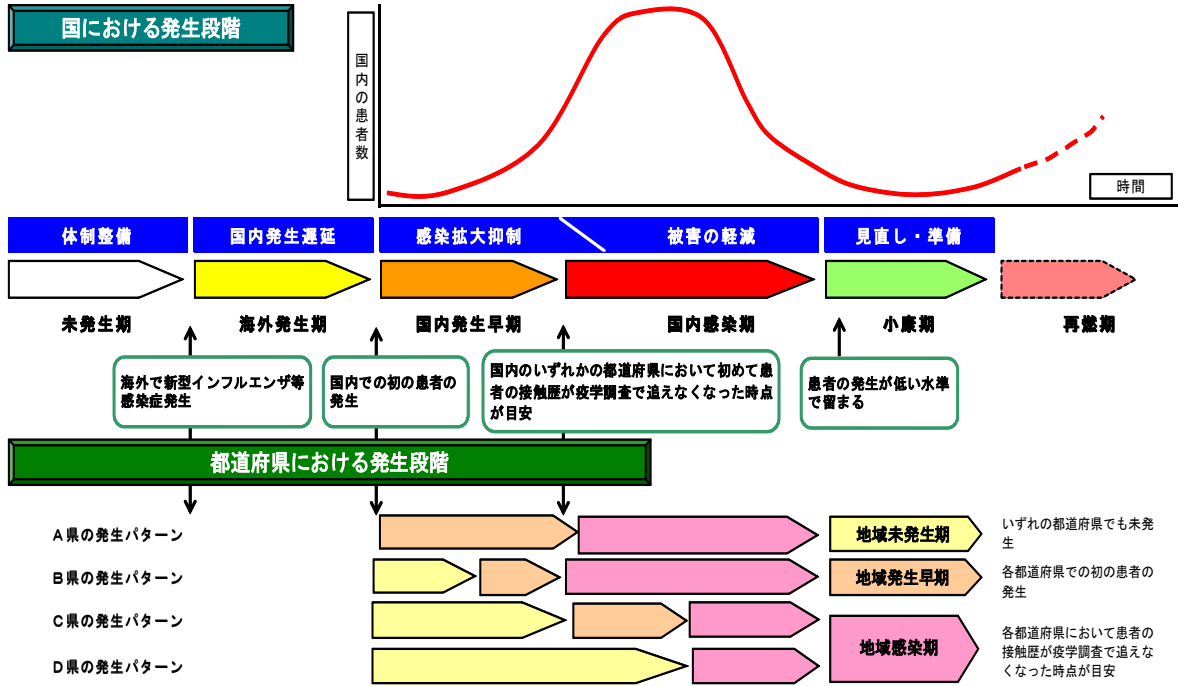 国における発生段階
国内の患者数
時間
体制整備
国内発生遅延
感染拡大抑制
被害の軽減
見直し・準備
未発生期
海外発生期
国内発生早期
国内感染期
小康期
再燃期
海外で新型インフルエンザ等
感染症発生
国内での初の患者の
発生
国内のいずれかの都道府県において初めて患
者の接触歴が疫学調査で追えなくなった時点
が目安
患者の発生が低い水準
で留まる
都道府県における発生段階
A県の発生パターン
地域未発生期
いずれの都道府県でも未発
生
B県の発生パターン
地域発生早期
各都道府県での初の患者の
発生
C県の発生パターン
地域感染期
各都道府県において患者の
接触歴が疫学調査で追えな
くなった時点が目安
D県の発生パターン